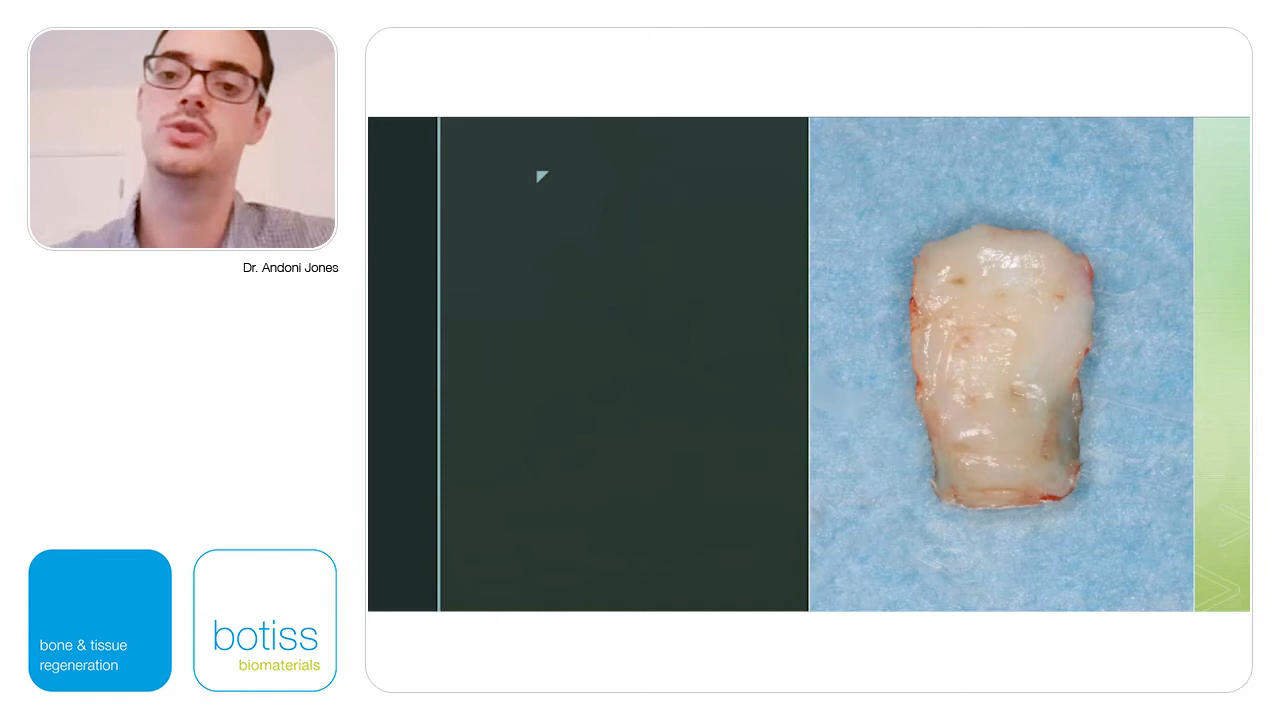 Dr. Andoni Jones
bone & tissue
regeneration
botiss
biomaterials